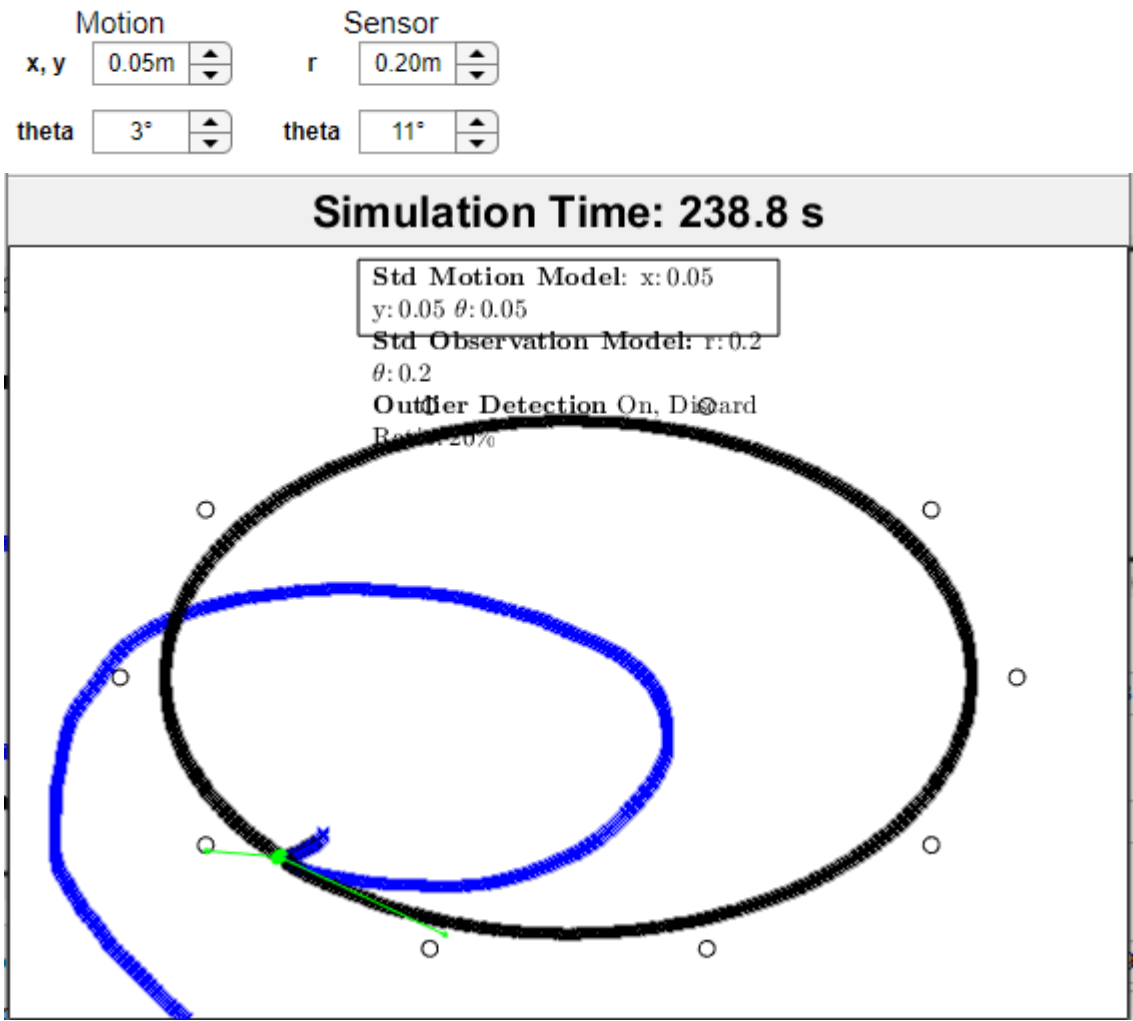 Motion Sensor
x, y 0.05m r 0.20m
theta 3° theta 11°
Simulation Time: 238.8 s
Std Motion Model: x: 0.05
y: 0.05 θ: 0.05
Std Observation Model: r: 0.2
θ: 0.2
Outlier Detection On, Discard
Ratio: 20%